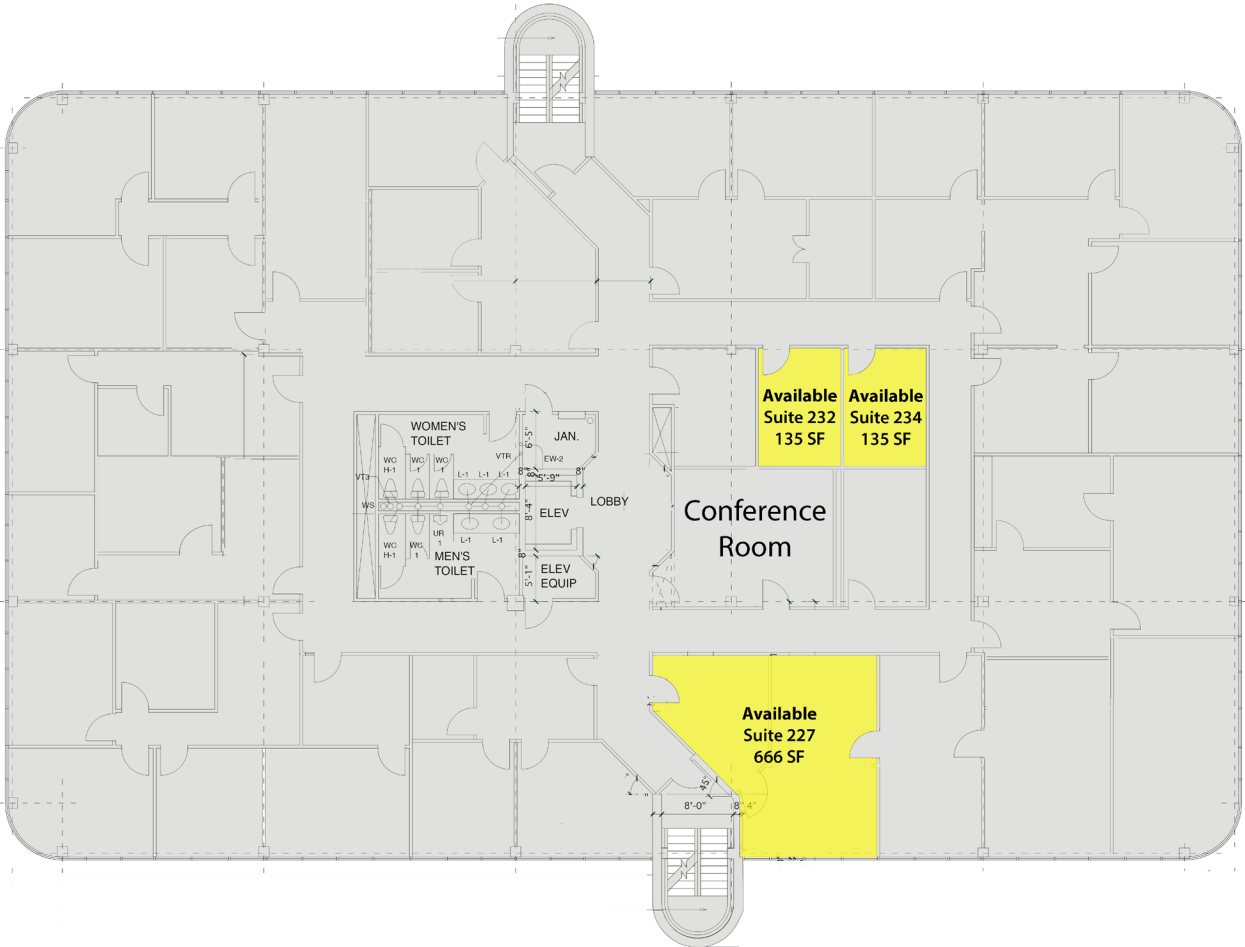 N
Available
Suite 232
135 SF
Available
Suite 234
135 SF
WOMEN'S
TOILET
JAN.
6'-5"
VTR
EW-2
WC
H-1
WC
1
WC
1
L-1
L-1
L-1
8"
8"
8"
5'-9"
VT3
WS
LOBBY
ELEV
8'-4"
Conference
Room
WC
H-1
WC
1
UR
1
L-1
L-1
8"
MEN'S
TOILET
5'-1"
ELEV
EQUIP
Available
Suite 227
666 SF
45°
8'-0"
8" 4"
N